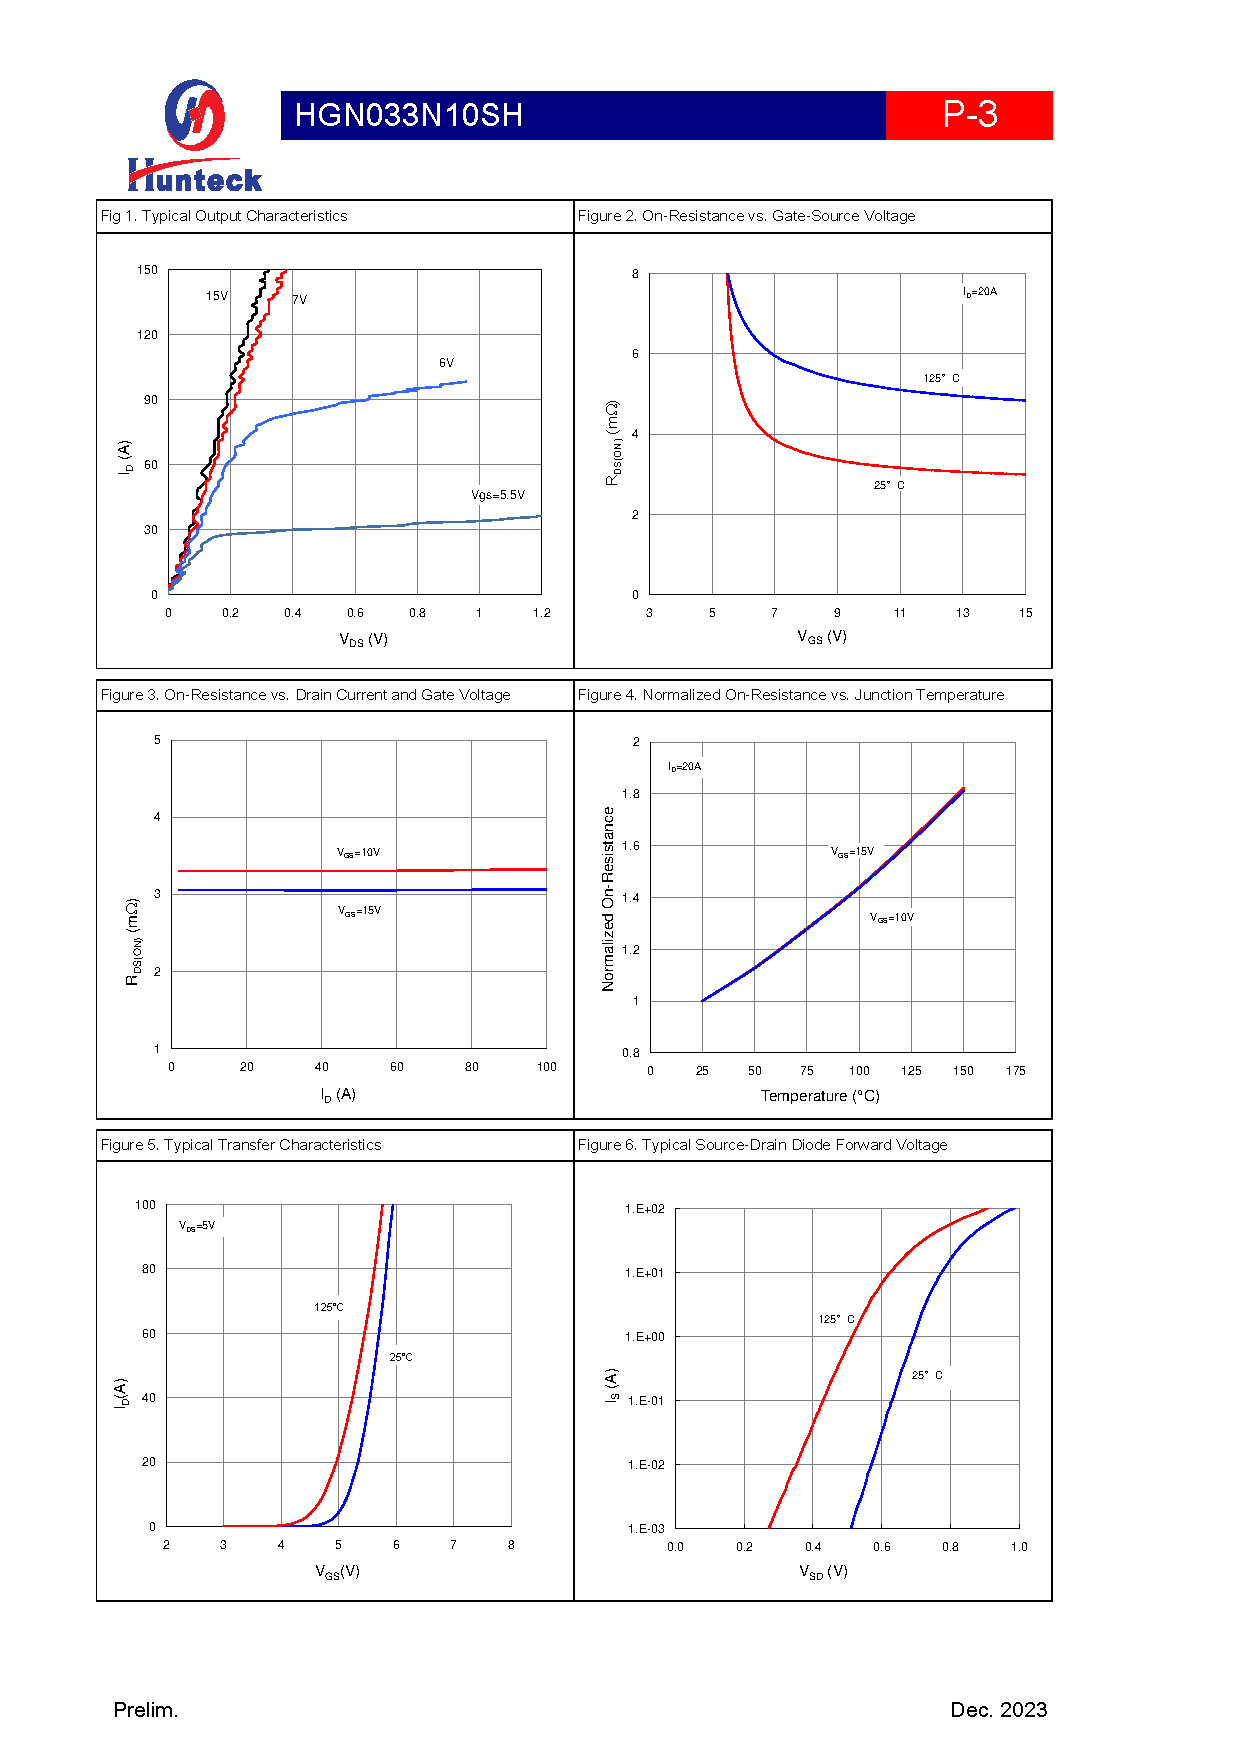 HGN033N10SH
P-3
Hunteck
Fig 1. Typical Output Characteristics
150
120
90
60
30
0
15V
7V
6V
Vgs=5.5V
ID (A)
0 0.2 0.4 0.6 0.8 1 1.2
VDS (V)
Figure 2. On-Resistance vs. Gate-Source Voltage
8
6
4
2
0
ID=20A
125° C
25° C
RDS(ON) (mΩ)
3 5 7 9 11 13 15
VGS (V)
Figure 3. On-Resistance vs. Drain Current and Gate Voltage
5
4
3
2
1
VGS=10V
VGS=15V
RDS(ON) (mΩ)
0 20 40 60 80 100
ID (A)
Figure 4. Normalized On-Resistance vs. Junction Temperature
2
1.8
1.6
1.4
1.2
1
0.8
ID=20A
VGS=15V
VGS=10V
Normalized On-Resistance
0 25 50 75 100 125 150 175
Temperature (°C)
Figure 5. Typical Transfer Characteristics
100
80
60
40
20
0
VDS=5V
125°C
25°C
ID(A)
2 3 4 5 6 7 8
VGS(V)
Figure 6. Typical Source-Drain Diode Forward Voltage
1.E+02
1.E+01
1.E+00
1.E-01
1.E-02
1.E-03
125° C
25° C
IS (A)
0.0 0.2 0.4 0.6 0.8 1.0
VSD (V)
Prelim.
Dec. 2023